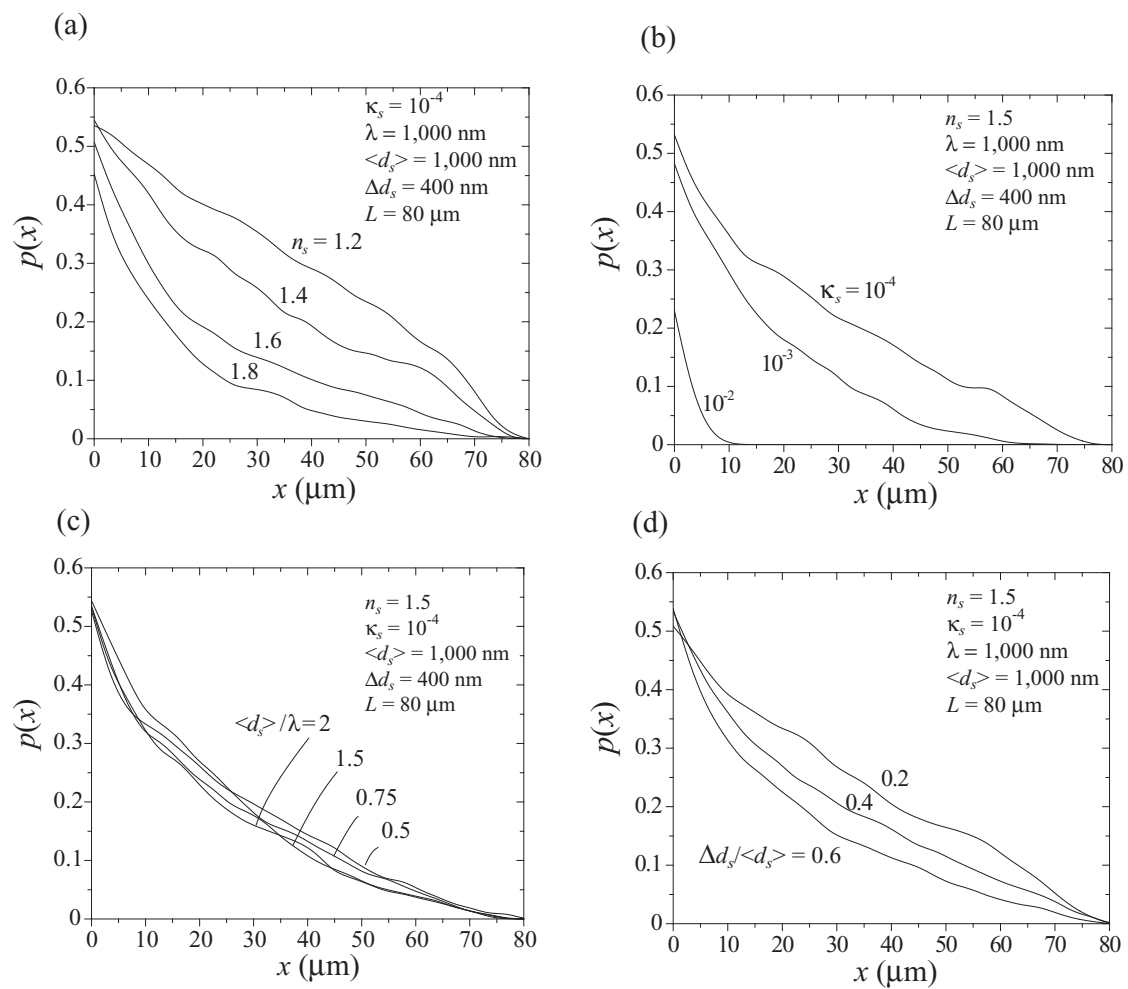 (a)
0.6
0.5
0.4
0.3
0.2
0.1
0
p(x)
κₛ = 10⁻⁴
λ = 1,000 nm
<dₛ> = 1,000 nm
Δdₛ = 400 nm
L = 80 μm
nₛ = 1.2
1.4
1.6
1.8
0 10 20 30 40 50 60 70 80
x (μm)
(b)
0.6
0.5
0.4
0.3
0.2
0.1
0
p(x)
nₛ = 1.5
λ = 1,000 nm
<dₛ> = 1,000 nm
Δdₛ = 400 nm
L = 80 μm
κₛ = 10⁻⁴
10⁻³
10⁻²
0 10 20 30 40 50 60 70 80
x (μm)
(c)
0.6
0.5
0.4
0.3
0.2
0.1
0
p(x)
nₛ = 1.5
κₛ = 10⁻⁴
<dₛ> = 1,000 nm
Δdₛ = 400 nm
L = 80 μm
<dₛ> / λ = 2
1.5
0.75
0.5
0 10 20 30 40 50 60 70 80
x (μm)
(d)
0.6
0.5
0.4
0.3
0.2
0.1
0
p(x)
nₛ = 1.5
κₛ = 10⁻⁴
λ = 1,000 nm
<dₛ> = 1,000 nm
L = 80 μm
0.2
0.4
Δdₛ/<dₛ> = 0.6
0 10 20 30 40 50 60 70 80
x (μm)